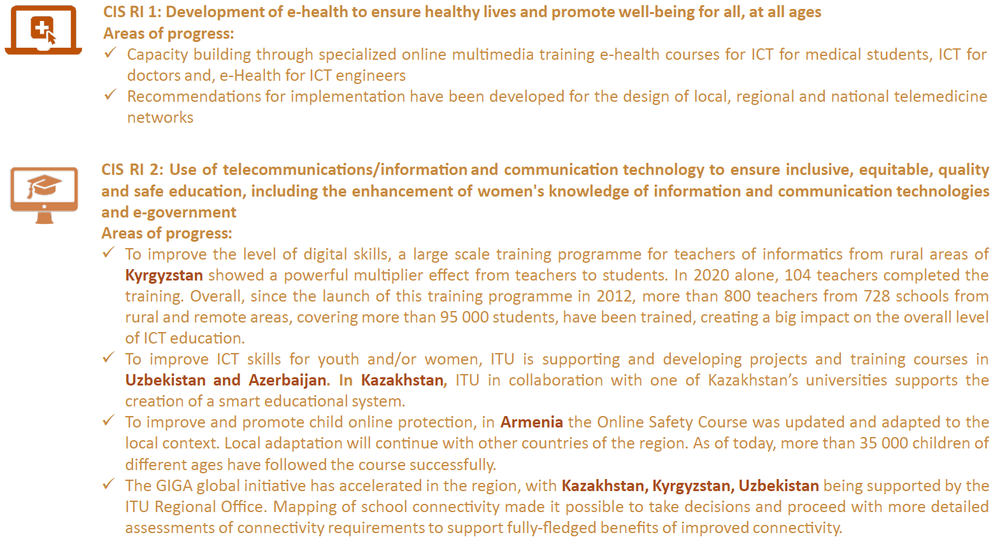 CIS RI 1: Development of e-health to ensure healthy lives and promote well-being for all, at all ages
Areas of progress:
✓ Capacity building through specialized online multimedia training e-health courses for ICT for medical students, ICT for
doctors and, e-Health for ICT engineers
✓ Recommendations for implementation have been developed for the design of local, regional and national telemedicine
networks
CIS RI 2: Use of telecommunications/information and communication technology to ensure inclusive, equitable, quality
and safe education, including the enhancement of women's knowledge of information and communication technologies
and e-government
Areas of progress:
✓ To improve the level of digital skills, a large scale training programme for teachers of informatics from rural areas of
Kyrgyzstan showed a powerful multiplier effect from teachers to students. In 2020 alone, 104 teachers completed the
training. Overall, since the launch of this training programme in 2012, more than 800 teachers from 728 schools from
rural and remote areas, covering more than 95 000 students, have been trained, creating a big impact on the overall level
of ICT education.
✓ To improve ICT skills for youth and/or women, ITU is supporting and developing projects and training courses in
Uzbekistan and Azerbaijan. In Kazakhstan, ITU in collaboration with one of Kazakhstan’s universities supports the
creation of a smart educational system.
✓ To improve and promote child online protection, in Armenia the Online Safety Course was updated and adapted to the
local context. Local adaptation will continue with other countries of the region. As of today, more than 35 000 children of
different ages have followed the course successfully.
✓ The GIGA global initiative has accelerated in the region, with Kazakhstan, Kyrgyzstan, Uzbekistan being supported by the
ITU Regional Office. Mapping of school connectivity made it possible to take decisions and proceed with more detailed
assessments of connectivity requirements to support fully-fledged benefits of improved connectivity.